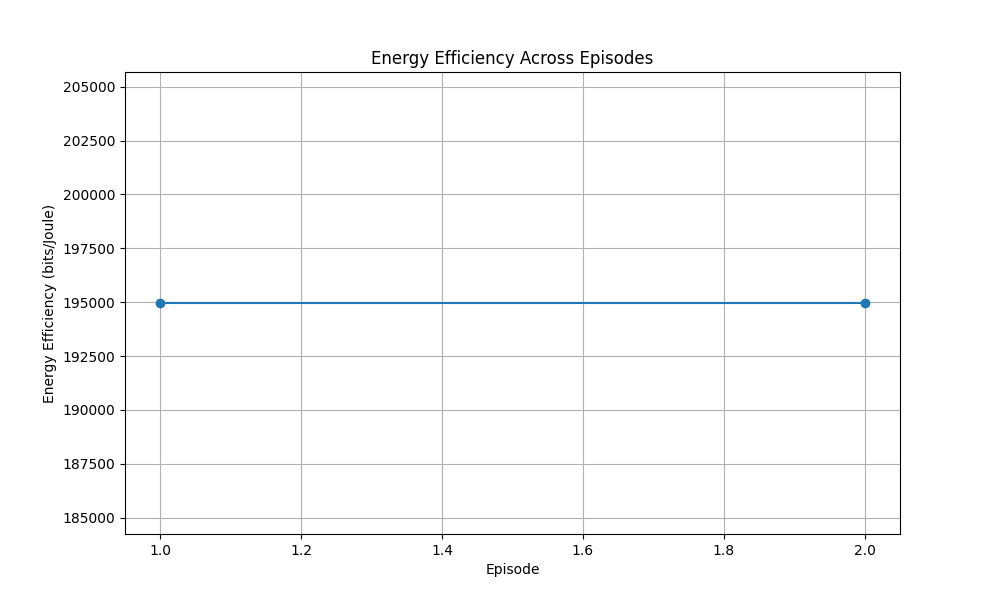 Energy Efficiency Across Episodes
Energy Efficiency (bits/Joule)
205000
202500
200000
197500
195000
192500
190000
187500
185000
1.0 1.2 1.4 1.6 1.8 2.0
Episode